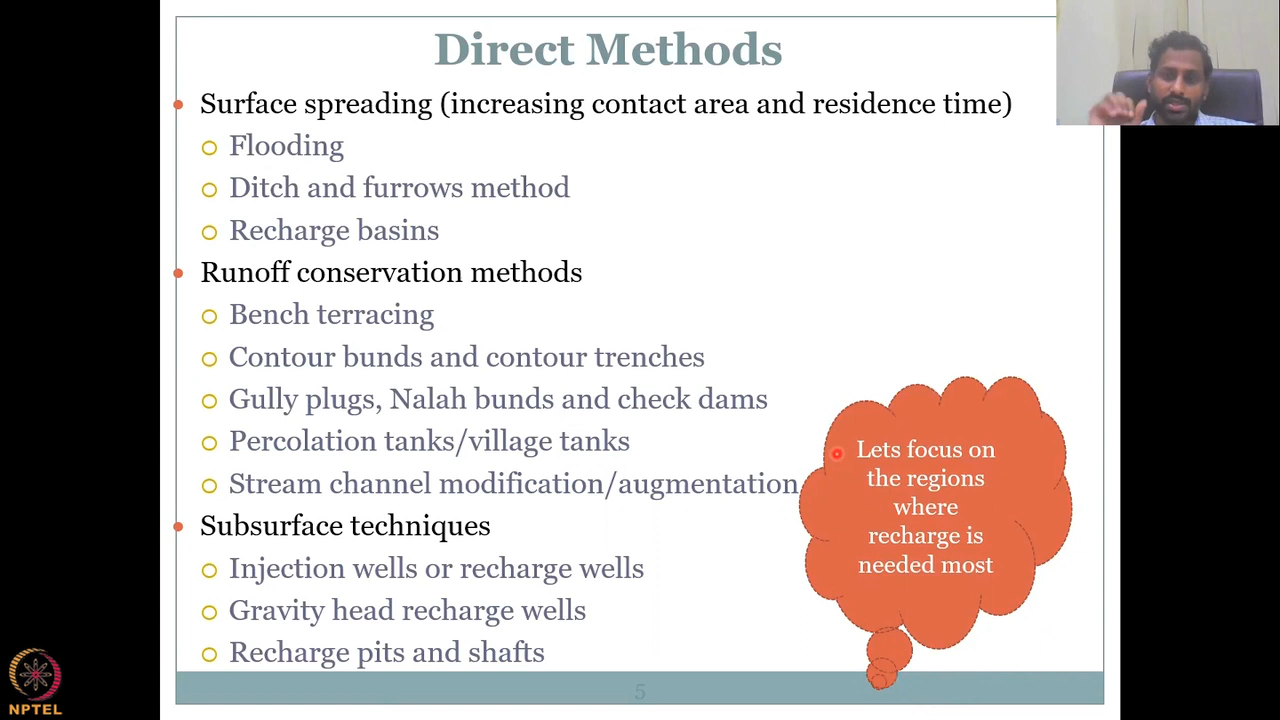 Direct Methods
Surface spreading (increasing contact area and residence time)
Flooding
Ditch and furrows method
Recharge basins
Runoff conservation methods
Bench terracing
Contour bunds and contour trenches
Gully plugs, Nalah bunds and check dams
Percolation tanks/village tanks
Stream channel modification/augmentation
Subsurface techniques
Injection wells or recharge wells
Gravity head recharge wells
Recharge pits and shafts
Lets focus on
the regions
where
recharge is
needed most
5
NPTEL